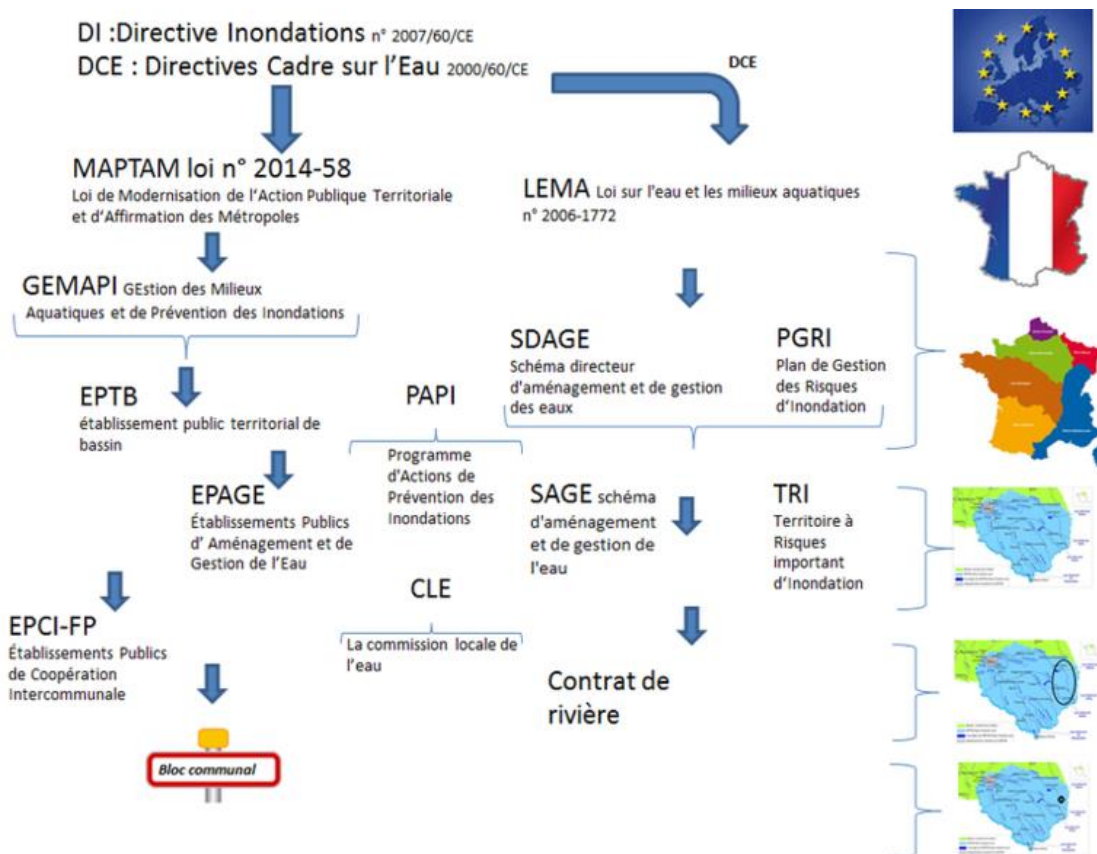 DI :Directive Inondations n° 2007/60/CE
DCE : Directives Cadre sur l'Eau 2000/60/CE
DCE
MAPTAM loi n° 2014-58
Loi de Modernisation de l'Action Publique Territoriale
et d'Affirmation des Métropoles
LEMA Loi sur l'eau et les milieux aquatiques
n° 2006-1772
GEMAPI GEstion des Milieux
Aquatiques et de Prévention des Inondations
SDAGE
Schéma directeur
d'aménagement et de gestion
des eaux
PGRI
Plan de Gestion
des Risques
d'Inondation
EPTB
établissement public territorial de
bassin
PAPI
Programme
d'Actions de
Prévention des
Inondations
EPAGE
Établissements Publics
d' Aménagement et de
Gestion de l'Eau
SAGE schéma
d'aménagement
et de gestion de
l'eau
TRI
Territoire à
Risques
important
d'Inondation
CLE
La commission locale de
l'eau
EPCI-FP
Établissements Publics
de Coopération
Intercommunale
Contrat de
rivière
Bloc communal